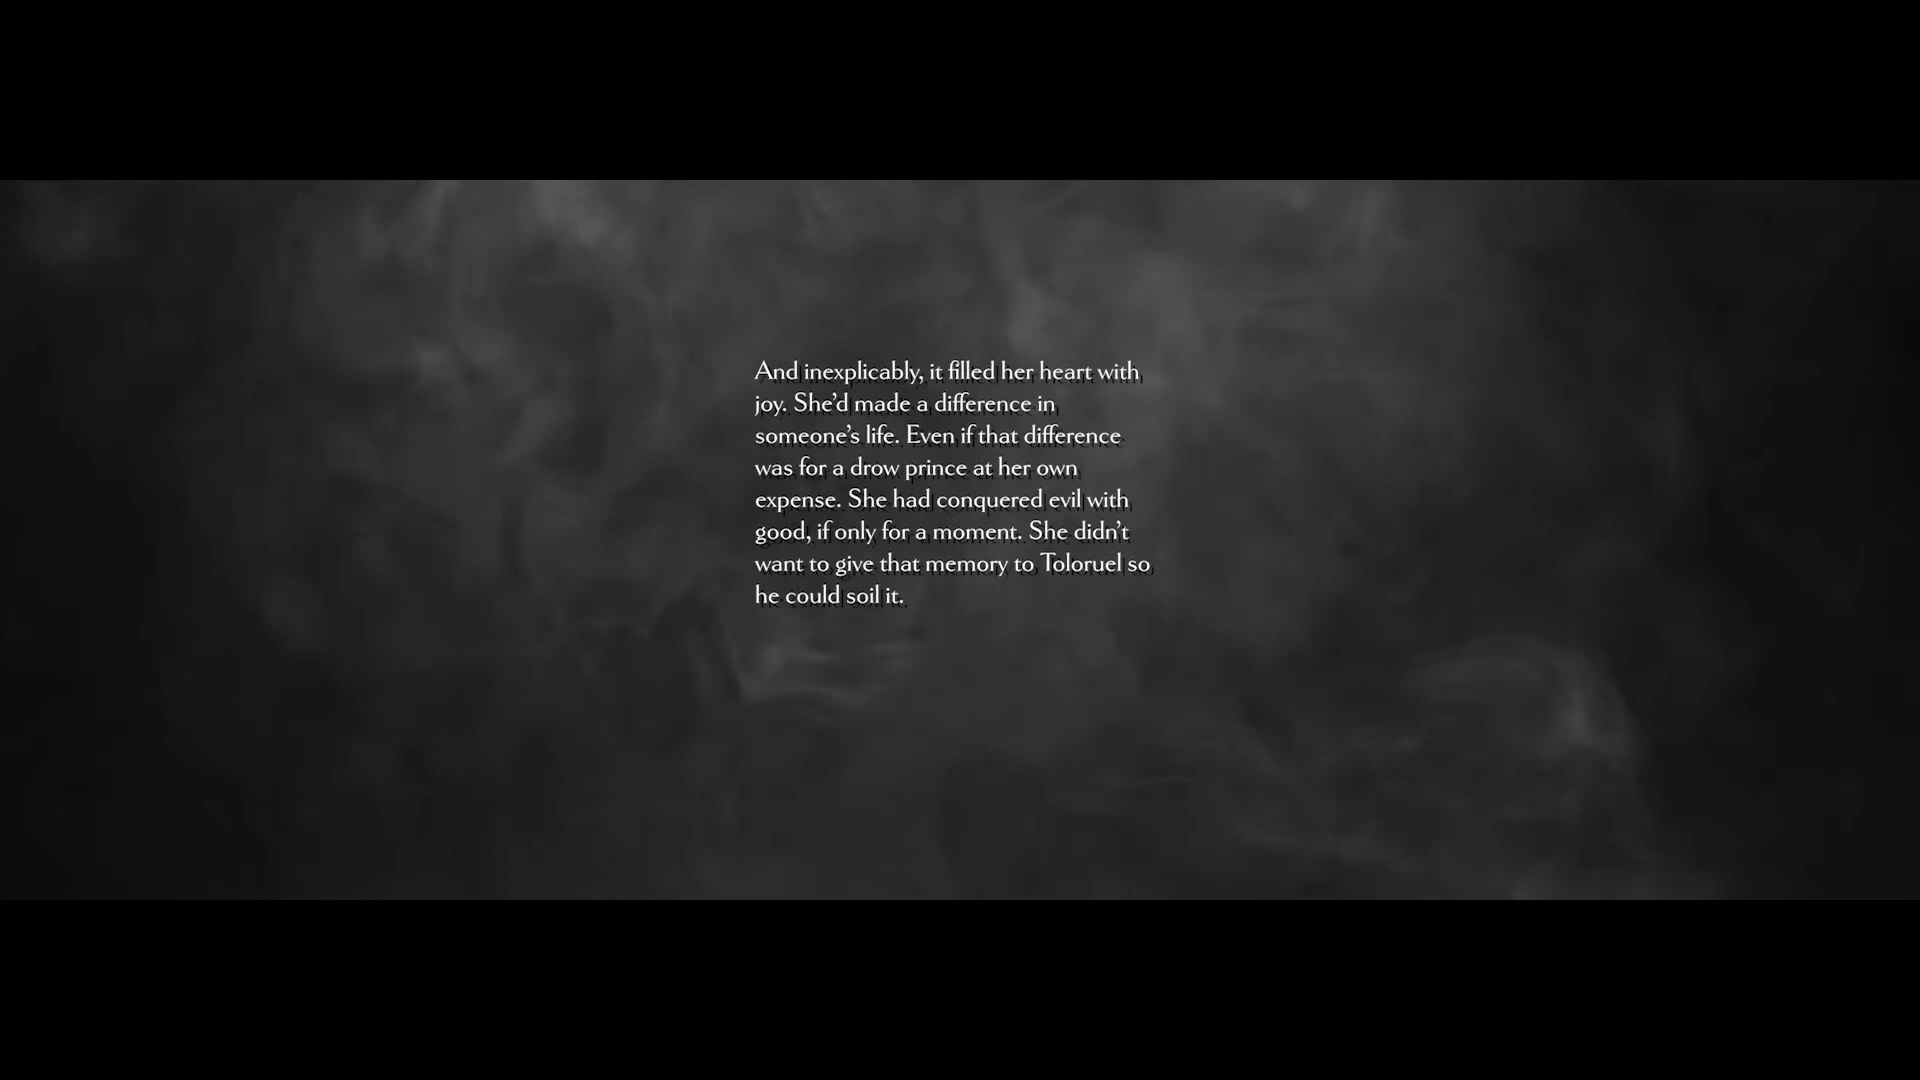 And inexplicably, it filled her heart with
joy. She’d made a difference in
someone’s life. Even if that difference
was for a drow prince at her own
expense. She had conquered evil with
good, if only for a moment. She didn’t
want to give that memory to Toloruel so
he could soil it.